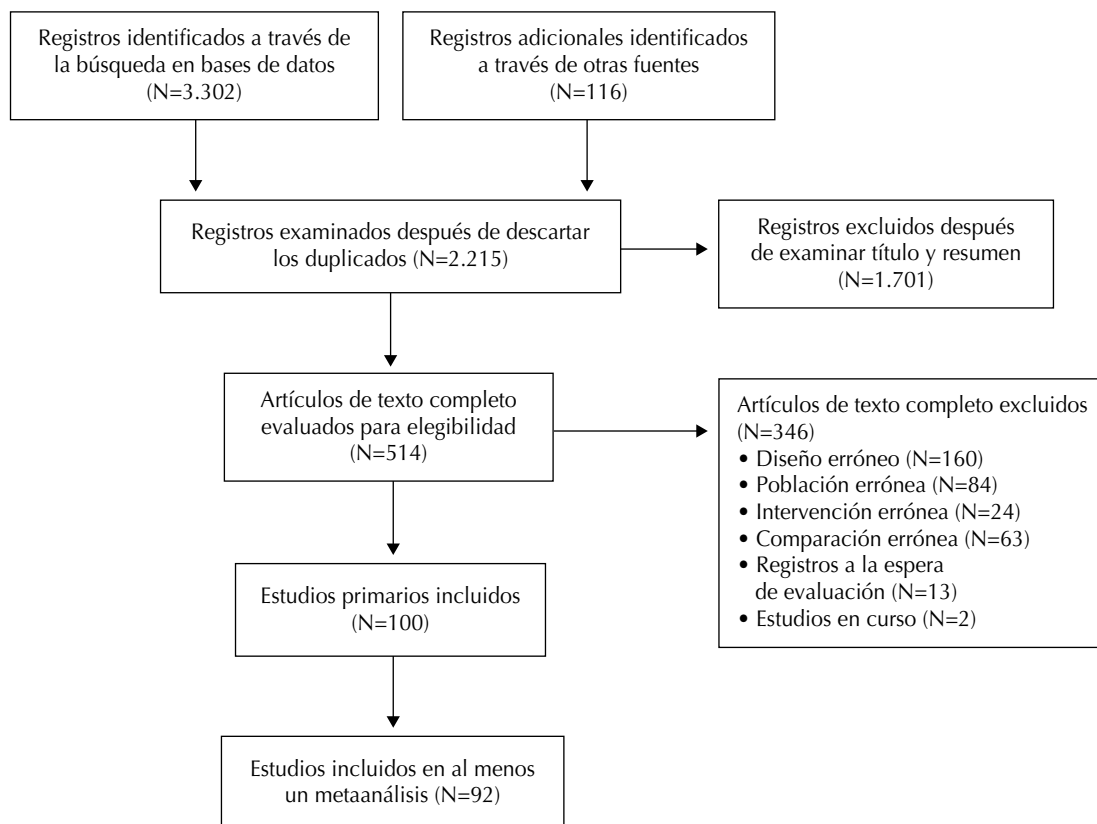 Registros identificados a través de
la búsqueda en bases de datos
(N=3.302)
Registros adicionales identificados
a través de otras fuentes
(N=116)
Registros examinados después de descartar
los duplicados (N=2.215)
Registros excluidos después
de examinar título y resumen
(N=1.701)
Artículos de texto completo
evaluados para elegibilidad
(N=514)
Artículos de texto completo excluidos
(N=346)
• Diseño erróneo (N=160)
• Población errónea (N=84)
• Intervención errónea (N=24)
• Comparación errónea (N=63)
• Registros a la espera
de evaluación (N=13)
• Estudios en curso (N=2)
Estudios primarios incluidos
(N=100)
Estudios incluidos en al menos
un metaanálisis (N=92)